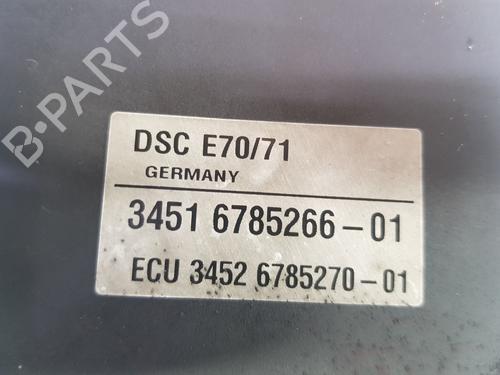 B-PARTS
DSC E70/71
GERMANY
3451 6785266-01
ECU 3452 6785270-01